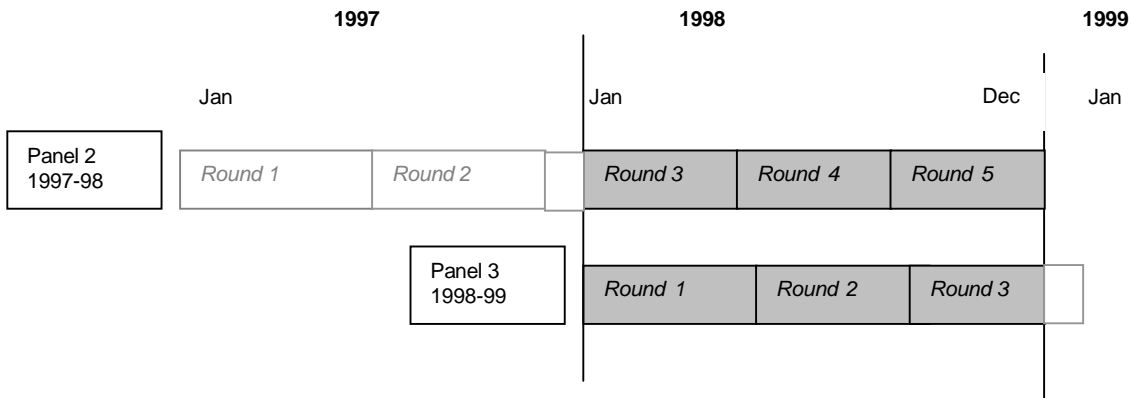 1997 1998 1999
Jan Jan Dec Jan
Panel 2
1997-98
Round 1 Round 2 Round 3 Round 4 Round 5
Panel 3
1998-99
Round 1 Round 2 Round 3